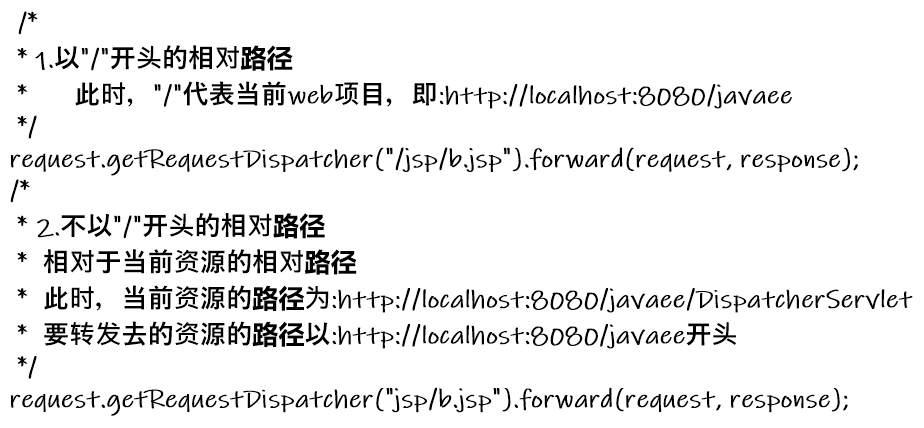 /*
* 1.以"/"开头的相对路径
* 此时，"/"代表当前web项目，即:http://localhost:8080/javaee
*/
request.getRequestDispatcher("/jsp/b.jsp").forward(request, response);
/*
* 2.不以"/"开头的相对路径
* 相对于当前资源的相对路径
* 此时，当前资源的路径为:http://localhost:8080/javaee/DispatcherServlet
* 要转发去的资源的路径以:http://localhost:8080/javaee开头
*/
request.getRequestDispatcher("jsp/b.jsp").forward(request, response);